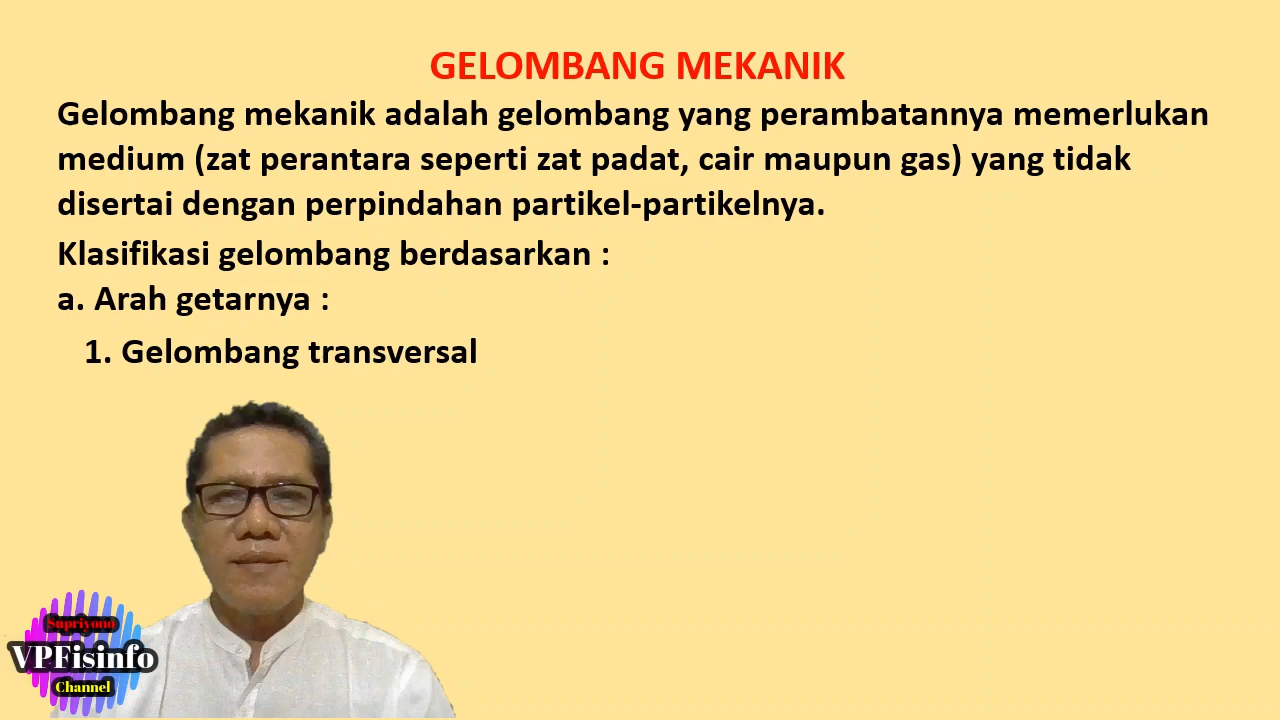 GELOMBANG MEKANIK
Gelombang mekanik adalah gelombang yang perambatannya memerlukan
medium (zat perantara seperti zat padat, cair maupun gas) yang tidak
disertai dengan perpindahan partikel-partikelnya.
Klasifikasi gelombang berdasarkan :
a. Arah getarnya :
1. Gelombang transversal
Supriyono
VPFisinfo
Channel